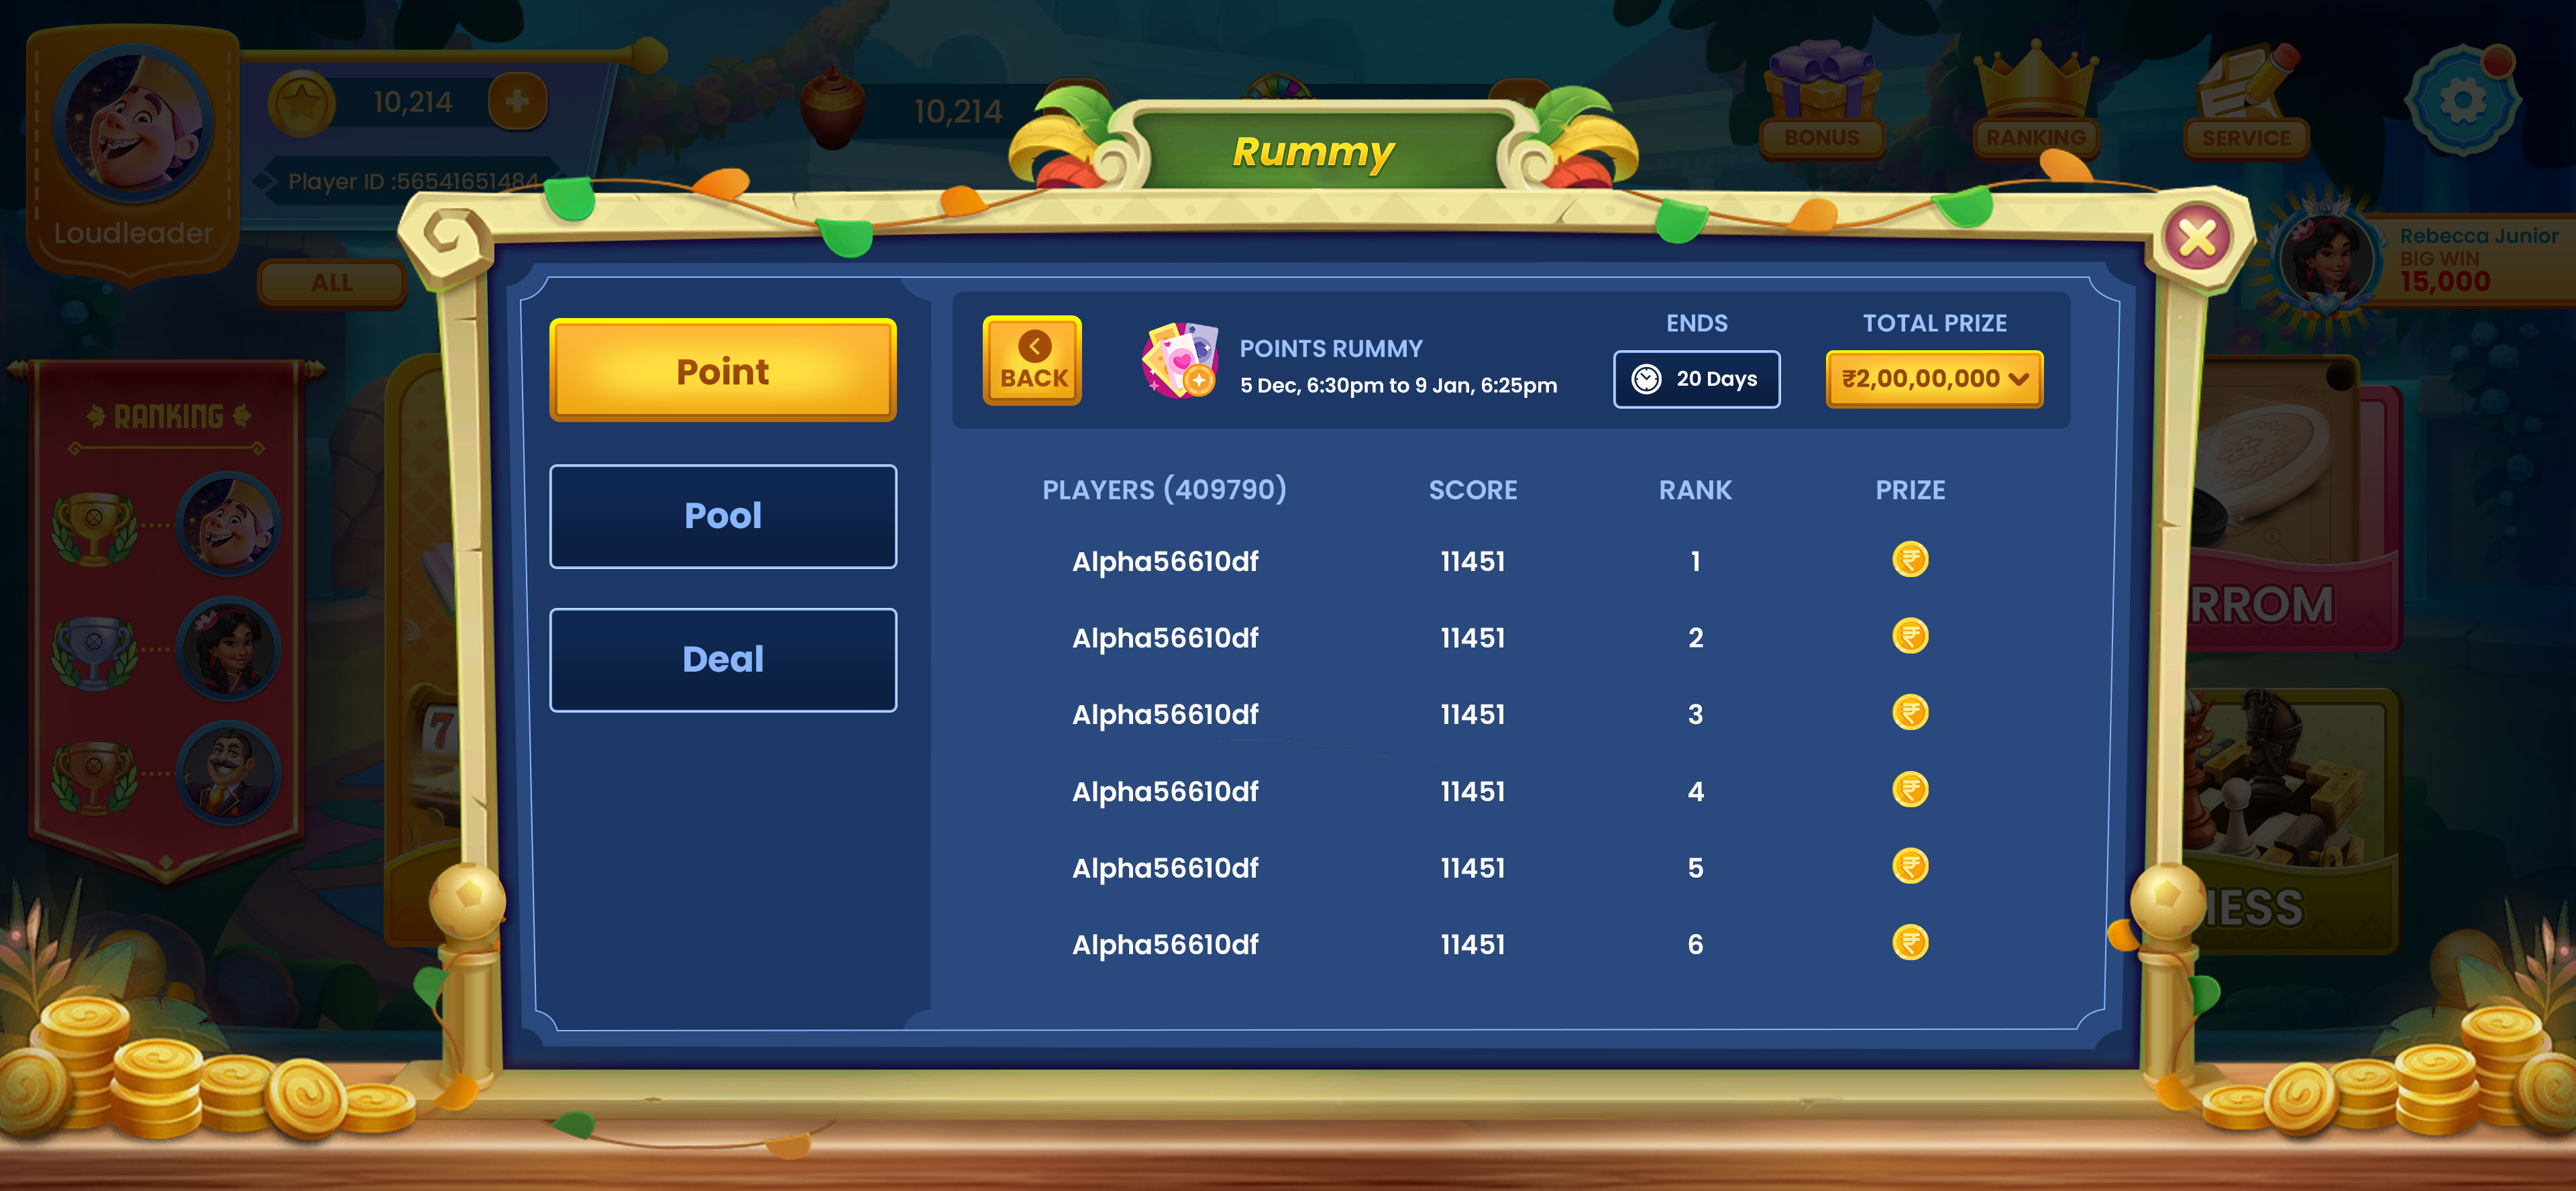 10,214
10,214
Player ID :56541651484
Loudleader
ALL
BONUS
RANKING
SERVICE
Rebecca Junior
BIG WIN
15,000
RANKING
7
RROM
ESS
Rummy
Point
Pool
Deal
BACK
POINTS RUMMY
5 Dec, 6:30pm to 9 Jan, 6:25pm
ENDS
20 Days
TOTAL PRIZE
₹2,00,00,000
PLAYERS (409790) SCORE RANK PRIZE
Alpha56610df 11451 1 ₹
Alpha56610df 11451 2 ₹
Alpha56610df 11451 3 ₹
Alpha56610df 11451 4 ₹
Alpha56610df 11451 5 ₹
Alpha56610df 11451 6 ₹